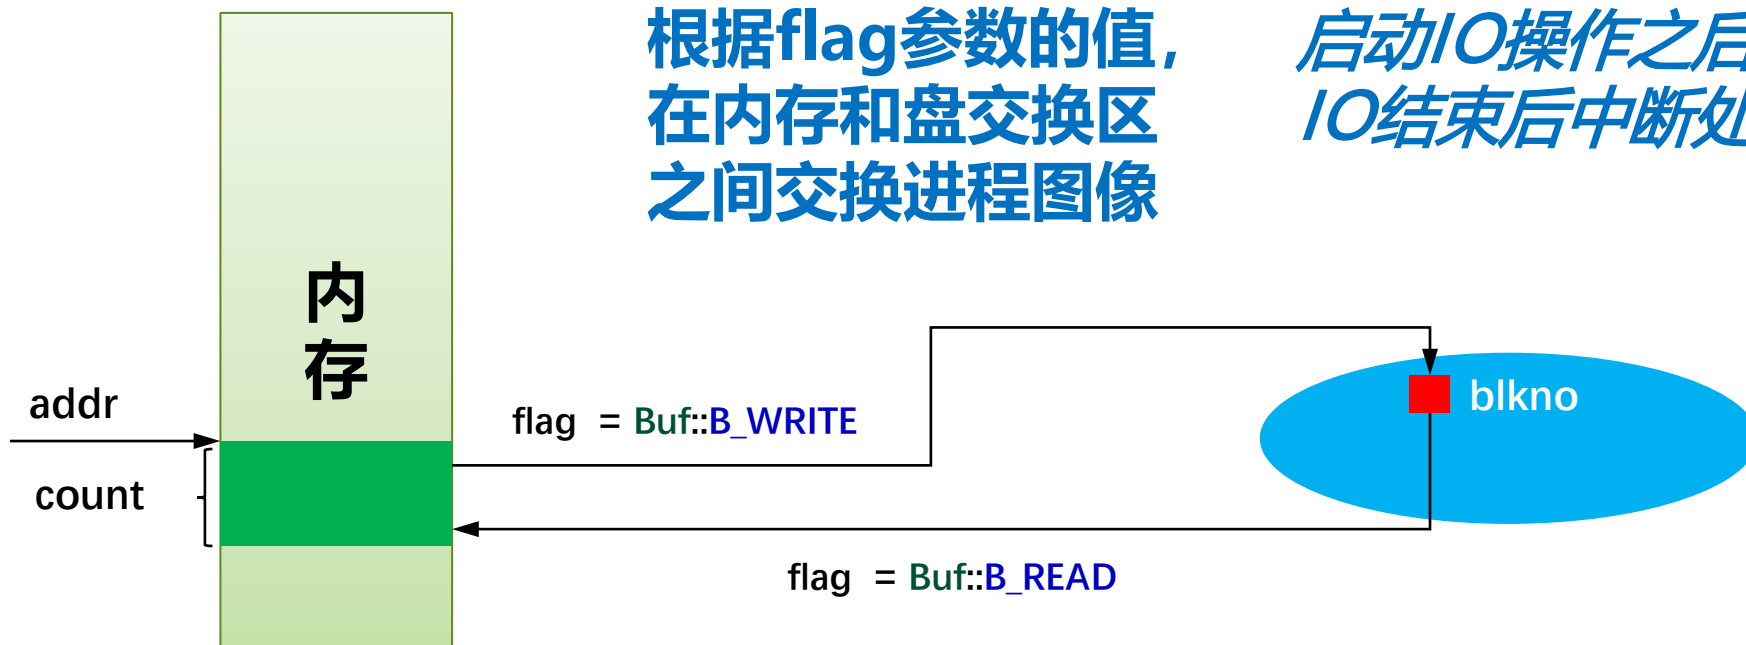 根据flag参数的值，
在内存和盘交换区
之间交换进程图像
启动IO操作之后
IO结束后中断处
内
存
addr
count
flag = Buf::B_WRITE
blkno
flag = Buf::B_READ